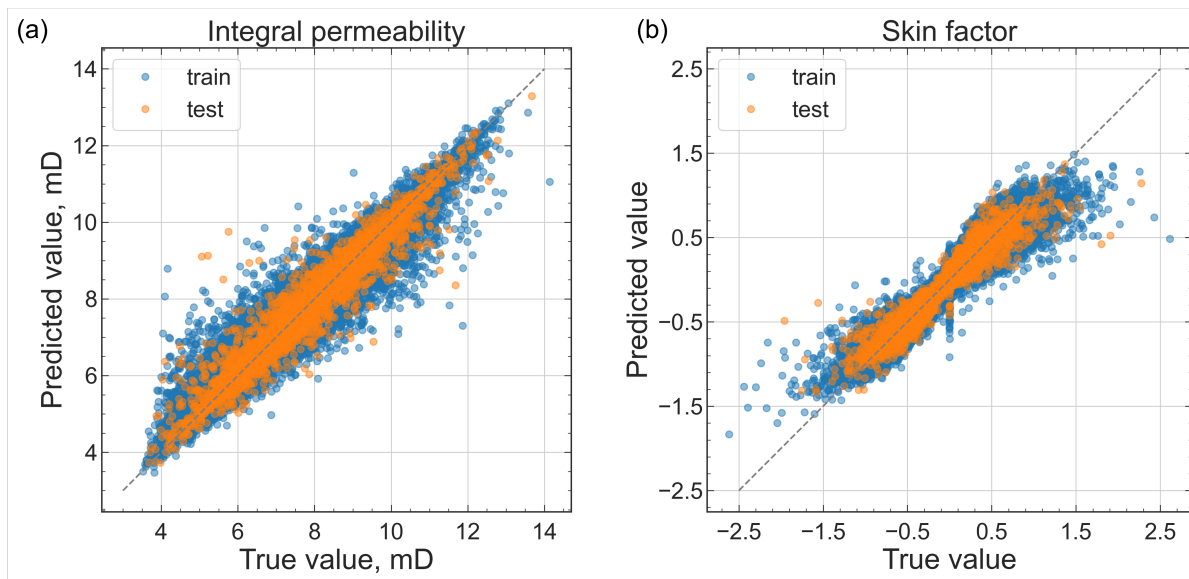 (a)
Integral permeability
train
test
14
12
10
8
6
4
Predicted value, mD
4 6 8 10 12 14
True value, mD
(b)
Skin factor
train
test
2.5
1.5
0.5
−0.5
−1.5
−2.5
Predicted value
−2.5 −1.5 −0.5 0.5 1.5 2.5
True value